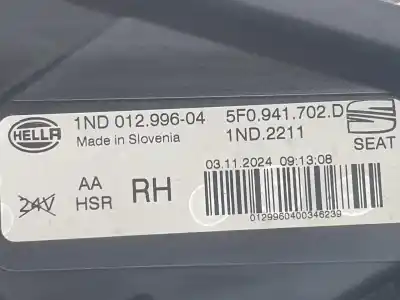 HELLA
1ND 012.996-04 5F0.941.702.D
Made in Slovenia 1ND.2211
SEAT
03.11.2024 09:13:08
AA
24V HSR RH
0129960400346239